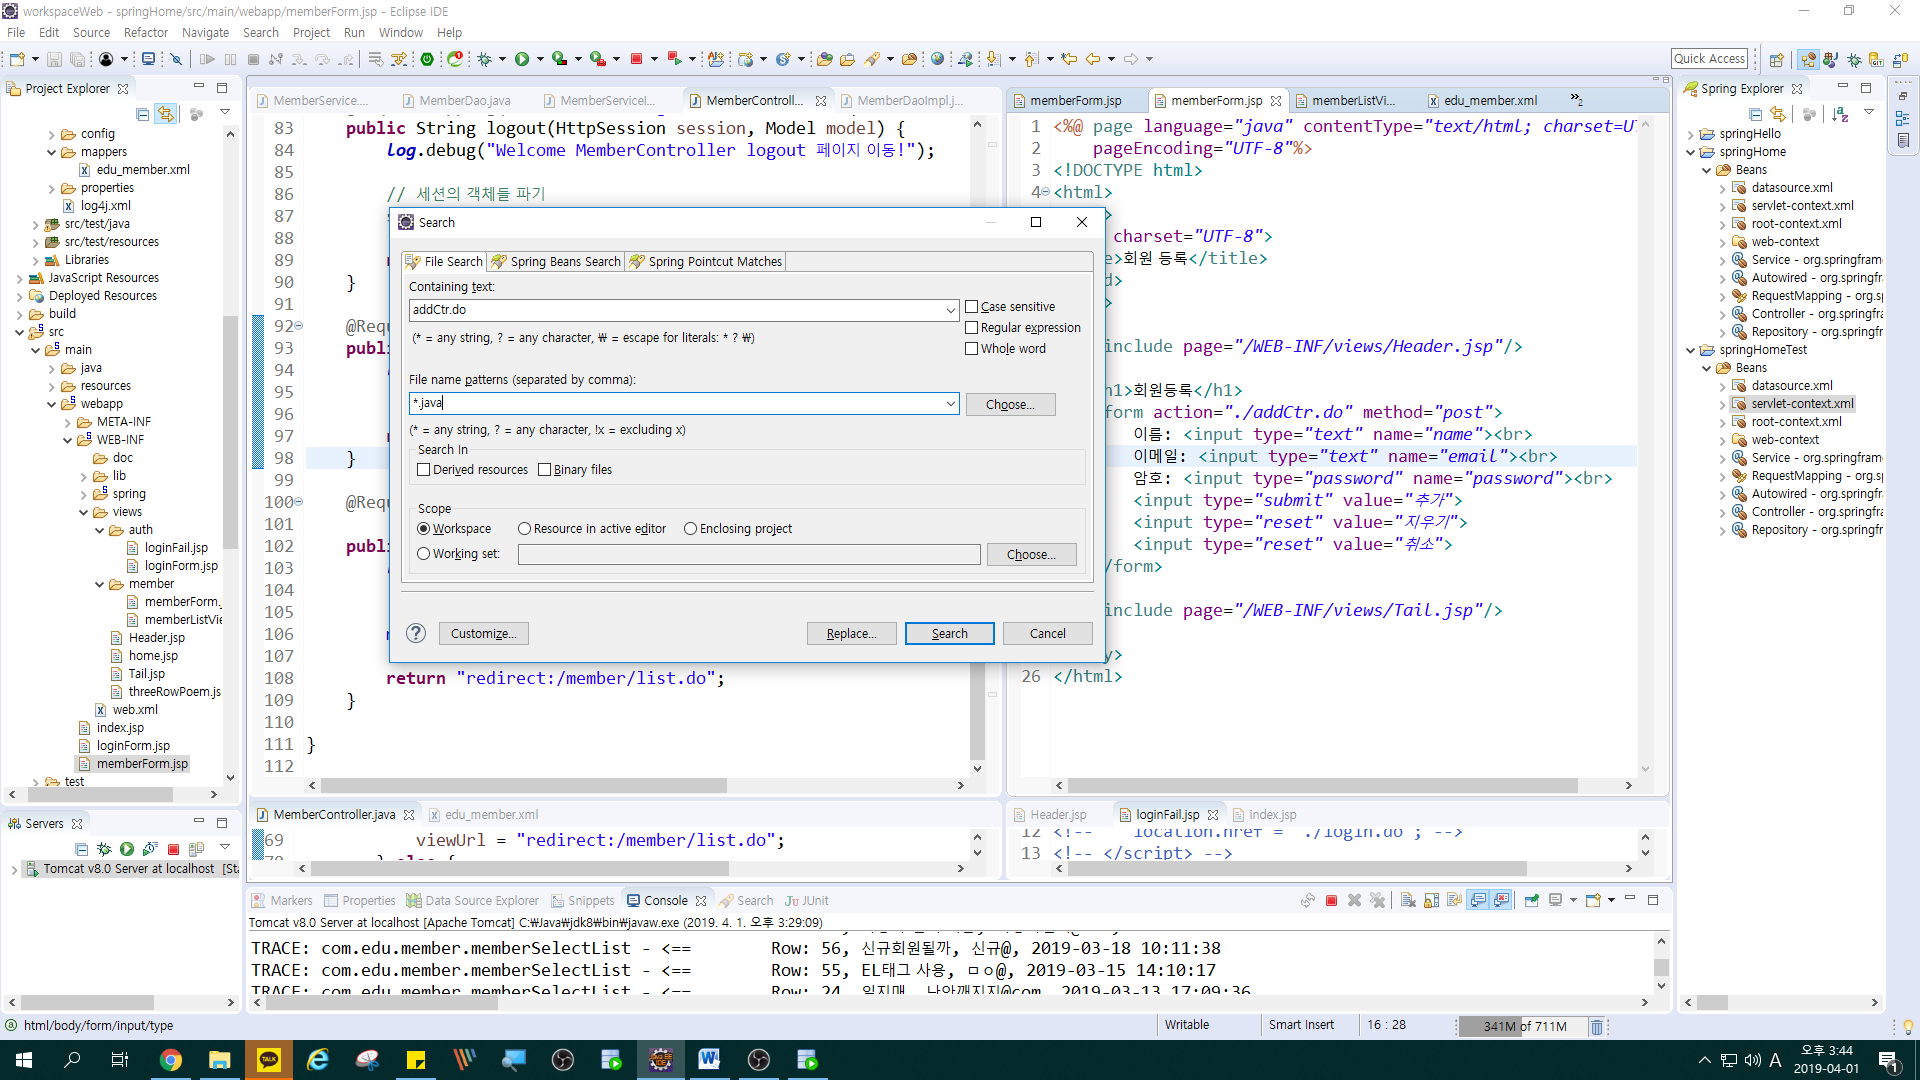 workspaceWeb - springHome/src/main/webapp/memberForm.jsp - Eclipse IDE
File Edit Source Refactor Navigate Search Project Run Window Help
Quick Access
Project Explorer
config
mappers
edu_member.xml
properties
log4j.xml
src/test/java
src/test/resources
Libraries
JavaScript Resources
Deployed Resources
build
src
main
java
resources
webapp
META-INF
WEB-INF
doc
lib
spring
views
auth
loginFail.jsp
loginForm.jsp
member
memberForm.
memberListVie
Header.jsp
home.jsp
Tail.jsp
threeRowPoem.js
web.xml
index.jsp
loginForm.jsp
memberForm.jsp
test
Servers
Tomcat v8.0 Server at localhost [Sta
MemberService.... MemberDao.java MemberServiceI... MemberControll... MemberDaoImpl.j...
83 public String logout(HttpSession session, Model model) {
84 log.debug("Welcome MemberController logout 페이지 이동!");
85
86 // 세션의 객체들 파기
87
88
89
90 }
91
92 @Requ
93 publi
94
95
96
97
98 }
99
100 @Requ
101
102 publi
103
104
105
106
107
108 return "redirect:/member/list.do";
109 }
110
111 }
112
Search
File Search Spring Beans Search Spring Pointcut Matches
Containing text:
addCtr.do
Case sensitive
(* = any string, ? = any character, ₩ = escape for literals: * ? ₩)
Regular expression
Whole word
File name patterns (separated by comma):
*.java
Choose...
(* = any string, ? = any character, !x = excluding x)
Search In
Derived resources Binary files
Scope
Workspace Resource in active editor Enclosing project
Working set:
Choose...
Customize... Replace... Search Cancel
memberForm.jsp memberForm.jsp memberListVi... edu_member.xml »2
1 <%@ page language="java" contentType="text/html; charset=UT
2 pageEncoding="UTF-8"%>
3 <!DOCTYPE html>
4 <html>
>
charset="UTF-8">
e>회원 등록</title>
d>
>
include page="/WEB-INF/views/Header.jsp"/>
h1>회원등록</h1>
form action="./addCtr.do" method="post">
이름: <input type="text" name="name"><br>
이메일: <input type="text" name="email"><br>
암호: <input type="password" name="password"><br>
<input type="submit" value="추가">
<input type="reset" value="지우기">
<input type="reset" value="취소">
/form>
include page="/WEB-INF/views/Tail.jsp"/>
y>
26 </html>
MemberController.java edu_member.xml
69 viewUrl = "redirect:/member/list.do";
70 } else {
Header.jsp loginFail.jsp index.jsp
12 <!-- location.href = './login.do'; -->
13 <!-- </script> -->
Spring Explorer
springHello
springHome
Beans
datasource.xml
servlet-context.xml
root-context.xml
web-context
Service - org.springfram
Autowired - org.springf
RequestMapping - org.s
Controller - org.springfr
Repository - org.springf
springHomeTest
Beans
datasource.xml
servlet-context.xml
root-context.xml
web-context
Service - org.springfram
RequestMapping - org.s
Autowired - org.springf
Controller - org.springfra
Repository - org.springf
Markers Properties Data Source Explorer Snippets Console Search JUnit
Tomcat v8.0 Server at localhost [Apache Tomcat] C:₩Java₩jdk8₩bin₩javaw.exe (2019. 4. 1. 오후 3:29:09)
TRACE: com.edu.member.memberSelectList - <== Row: 56, 신규회원될까, 신규@, 2019-03-18 10:11:38
TRACE: com.edu.member.memberSelectList - <== Row: 55, EL태그 사용, ㅁㅇ@, 2019-03-15 14:10:17
TRACE: com.edu.member.memberSelectList - <== Row: 24, 2019-03-13 17:09:36
html/body/form/input/type
Writable Smart Insert 16 : 28 341M of 711M
TALK
A
오후 3:44
2019-04-01
1